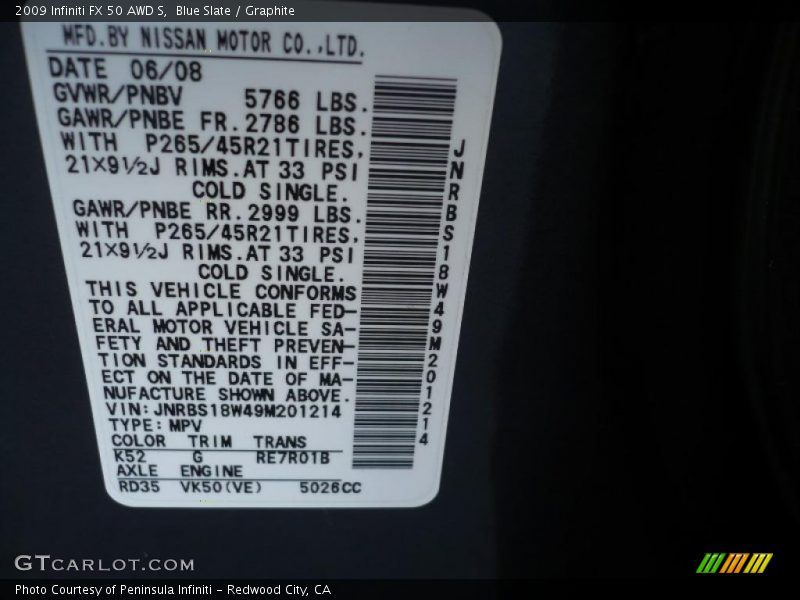 2009 Infiniti FX 50 AWD S,  Blue Slate / Graphite
MFD.BY NISSAN MOTOR CO.,LTD.
DATE 06/08
GVWR/PNBV 5766 LBS.
GAWR/PNBE FR.2786 LBS.
WITH P265/45R21TIRES,
21×9½J RIMS.AT 33 PSI
COLD SINGLE.
GAWR/PNBE RR.2999 LBS.
WITH P265/45R21TIRES,
21×9½J RIMS.AT 33 PSI
COLD SINGLE.
THIS VEHICLE CONFORMS
TO ALL APPLICABLE FED-
ERAL MOTOR VEHICLE SA-
FETY AND THEFT PREVEN-
TION STANDARDS IN EFF-
ECT ON THE DATE OF MA-
NUFACTURE SHOWN ABOVE.
VIN:JNRBS18W49M201214
TYPE:MPV
COLOR TRIM TRANS
K52 G RE7R01B
AXLE ENGINE
RD35 VK50(VE) 5026CC
JNRBS18W49M201214
GTCARLOT.COM
Photo Courtesy of Peninsula Infiniti - Redwood City, CA